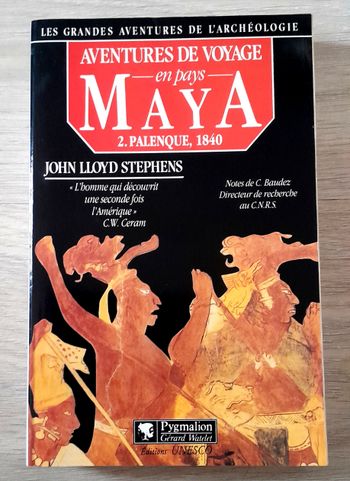 LES GRANDES AVENTURES DE L'ARCHÉOLOGIE
AVENTURES DE VOYAGE
en pays
MAYA
2. PALENQUE, 1840
JOHN LLOYD STEPHENS
« L'homme qui découvrit
une seconde fois
l'Amérique »
C.W. Ceram
Notes de C. Baudez
Directeur de recherche
au C.N.R.S.
Pygmalion
Gérard Watelet
Éditions UNESCO